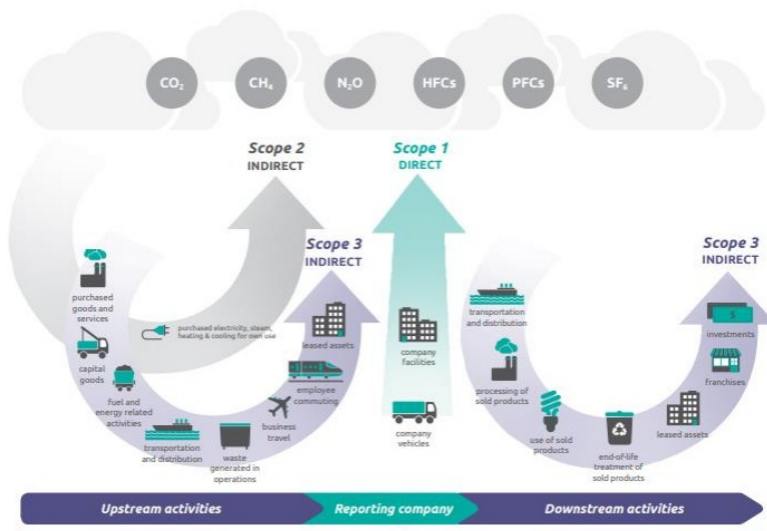 CO₂
CH₄
N₂O
HFCs
PFCs
SF₆
Scope 2
INDIRECT
Scope 1
DIRECT
Scope 3
INDIRECT
Scope 3
INDIRECT
purchased
goods and
services
capital
goods
fuel and
energy related
activities
transportation
and distribution
waste
generated in
operations
business
travel
employee
commuting
leased assets
purchased electricity, steam,
heating & cooling for own use
company
facilities
company
vehicles
transportation
and distribution
processing of
sold products
use of sold
products
end-of-life
treatment of
sold products
leased assets
franchises
$
investments
Upstream activities
Reporting company
Downstream activities